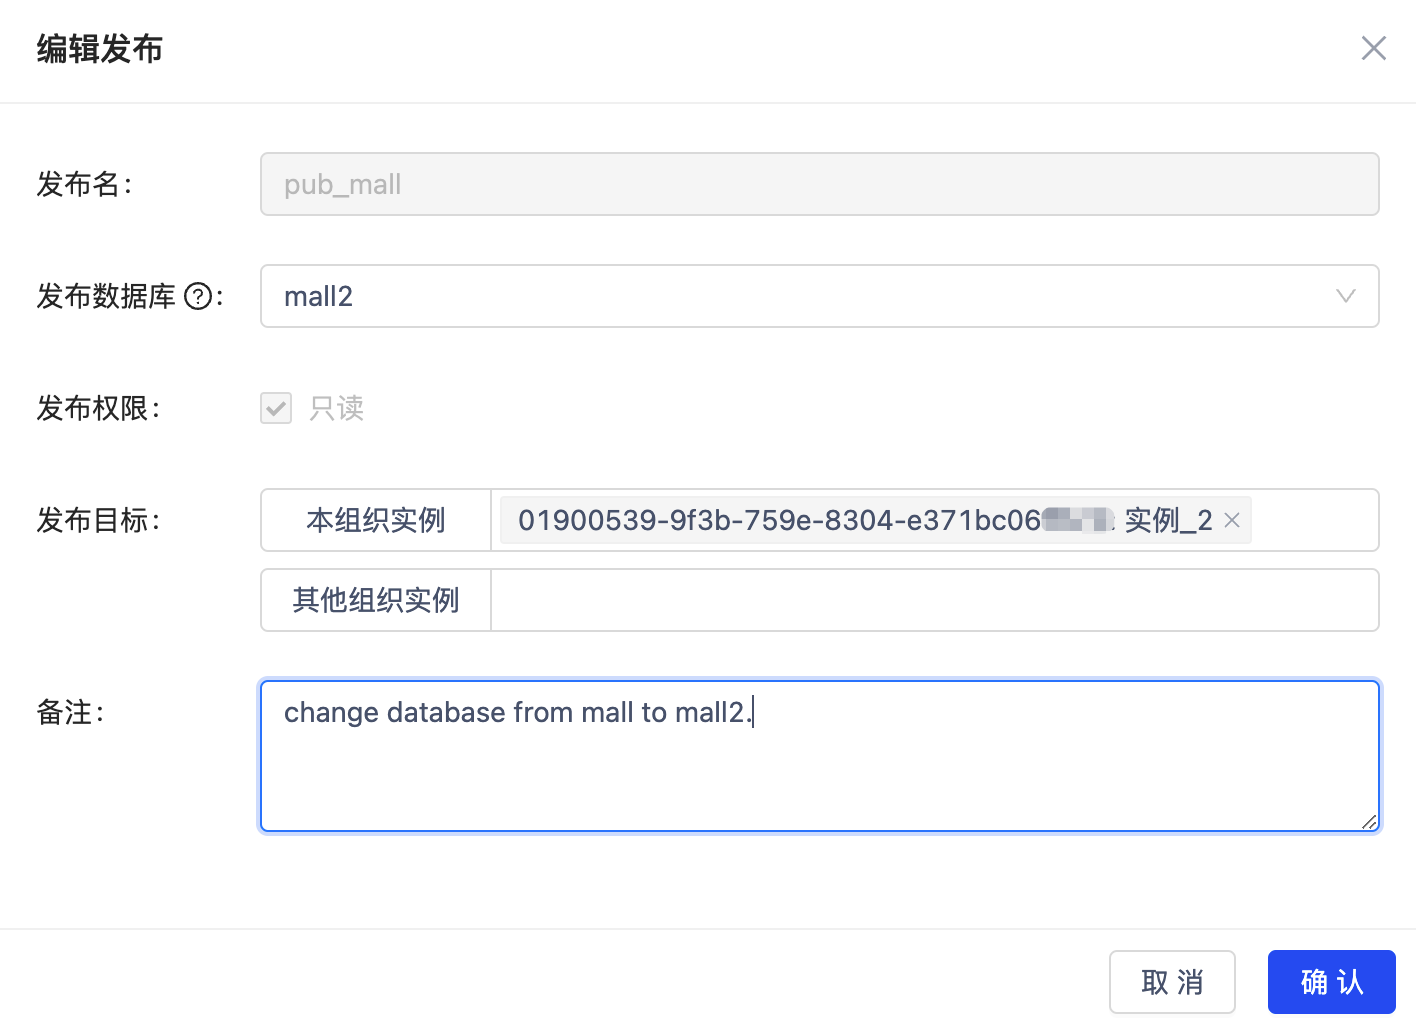 编辑发布
发布名：
pub_mall
发布数据库 ?：
mall2
发布权限：
只读
发布目标：
本组织实例
01900539-9f3b-759e-8304-e371bc06 实例_2
其他组织实例
备注：
change database from mall to mall2.
取 消
确 认